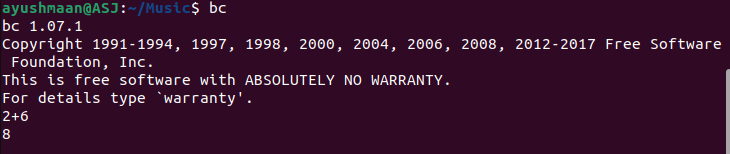 ayushmaan@ASJ:~/Music$ bc
bc 1.07.1
Copyright 1991-1994, 1997, 1998, 2000, 2004, 2006, 2008, 2012-2017 Free Software
 Foundation, Inc.
This is free software with ABSOLUTELY NO WARRANTY.
For details type `warranty'.
2+6
8